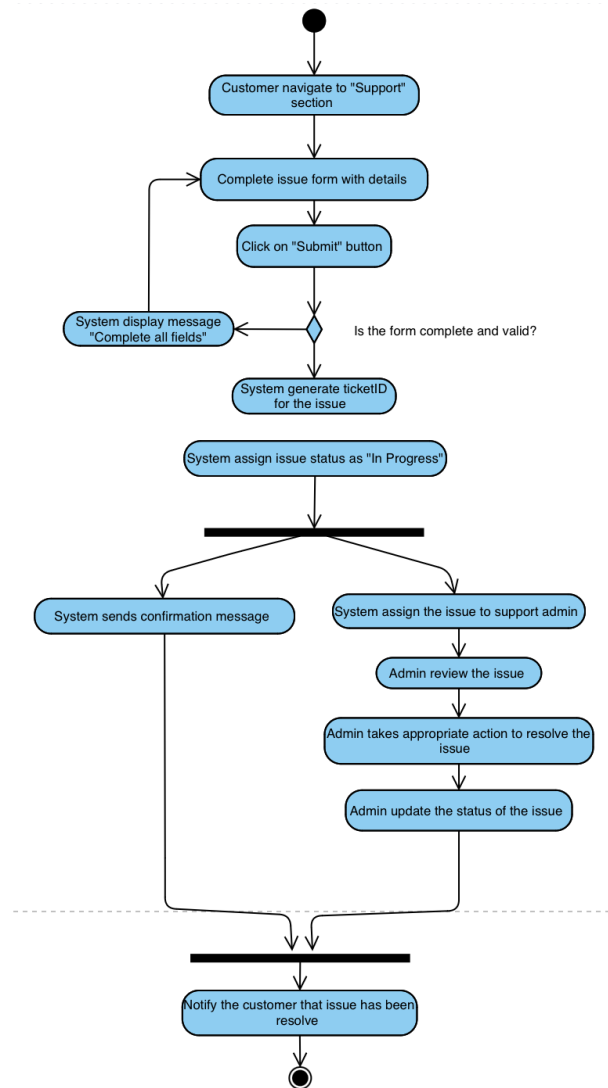 Customer navigate to "Support"
section
Complete issue form with details
Click on "Submit" button
System display message
"Complete all fields"
Is the form complete and valid?
System generate ticketID
for the issue
System assign issue status as "In Progress"
System sends confirmation message
System assign the issue to support admin
Admin review the issue
Admin takes appropriate action to resolve the
issue
Admin update the status of the issue
Notify the customer that issue has been
resolve